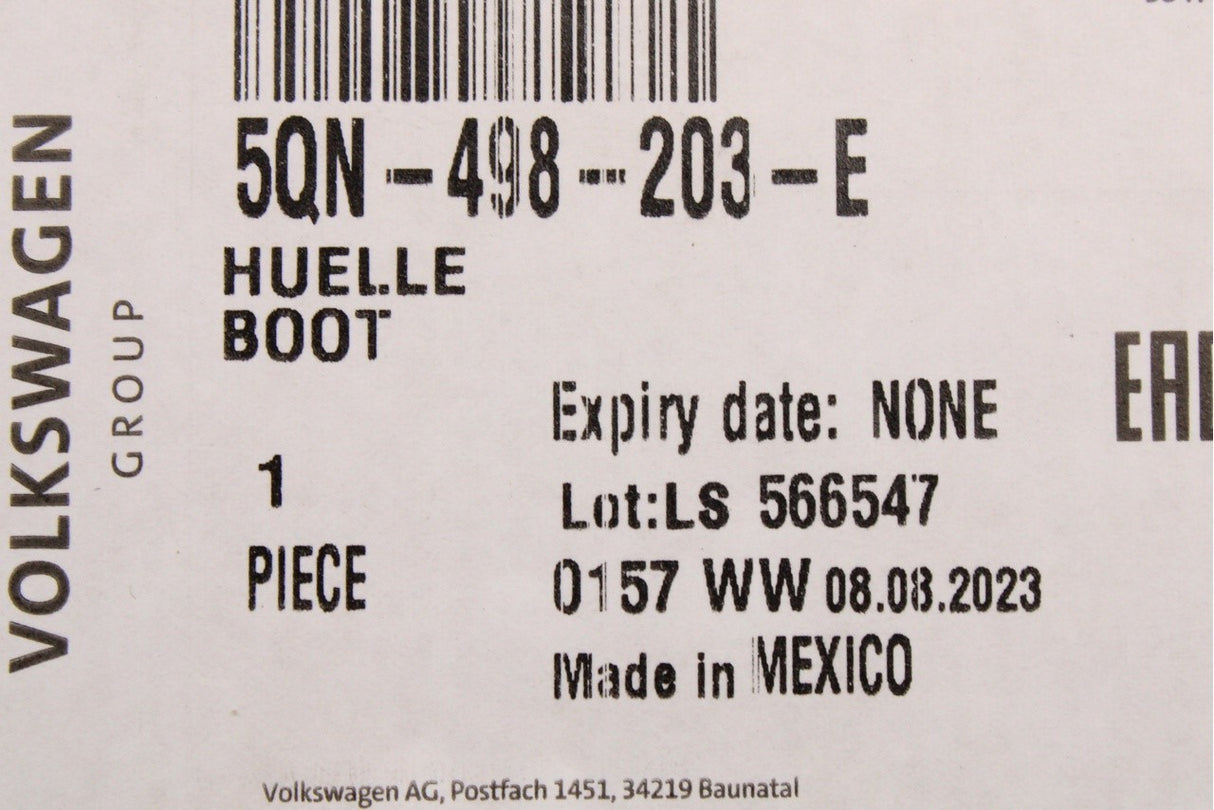 VOLKSWAGEN
GROUP
5QN-498-203-E
HUELLE
BOOT
1
PIECE
Expiry date: NONE
Lot:LS 566547
0157 WW 08.08.2023
Made in MEXICO
Volkswagen AG, Postfach 1451, 34219 Baunatal